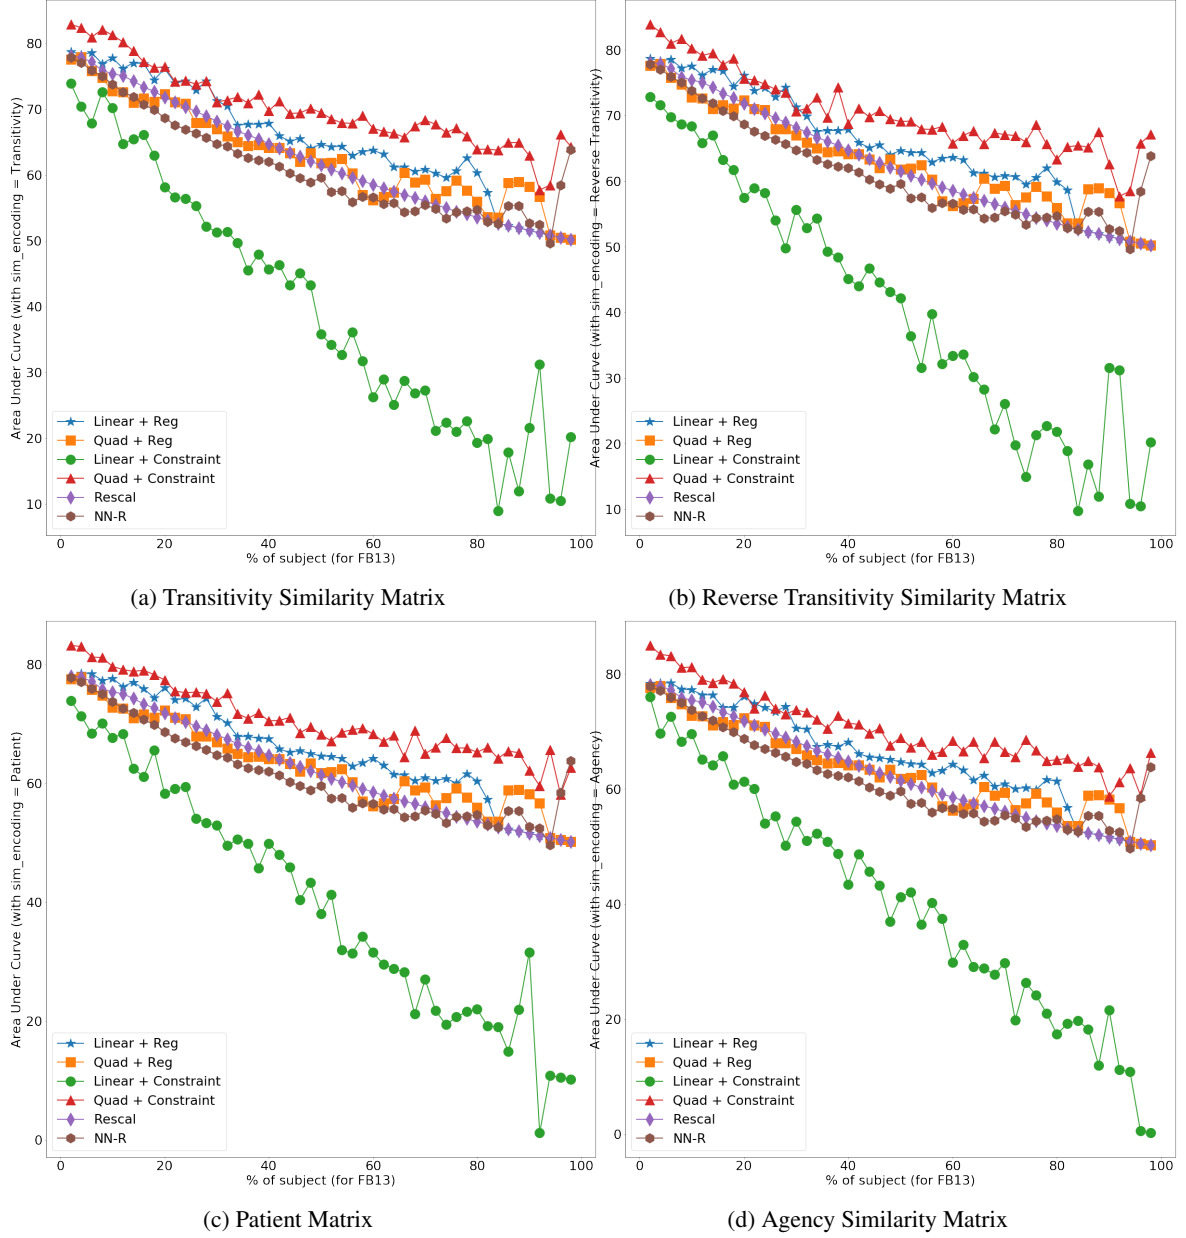 Area Under Curve (with sim_encoding = Transitivity)
80
70
60
50
40
30
20
10
Linear + Reg
Quad + Reg
Linear + Constraint
Quad + Constraint
Rescal
NN-R
0 20 40 60 80 100
% of subject (for FB13)
(a) Transitivity Similarity Matrix
Area Under Curve (with sim_encoding = Reverse Transitivity)
80
70
60
50
40
30
20
10
Linear + Reg
Quad + Reg
Linear + Constraint
Quad + Constraint
Rescal
NN-R
0 20 40 60 80 100
% of subject (for FB13)
(b) Reverse Transitivity Similarity Matrix
Area Under Curve (with sim_encoding = Patient)
80
60
40
20
0
Linear + Reg
Quad + Reg
Linear + Constraint
Quad + Constraint
Rescal
NN-R
0 20 40 60 80 100
% of subject (for FB13)
(c) Patient Matrix
Area Under Curve (with sim_encoding = Agency)
80
60
40
20
0
Linear + Reg
Quad + Reg
Linear + Constraint
Quad + Constraint
Rescal
NN-R
0 20 40 60 80 100
% of subject (for FB13)
(d) Agency Similarity Matrix